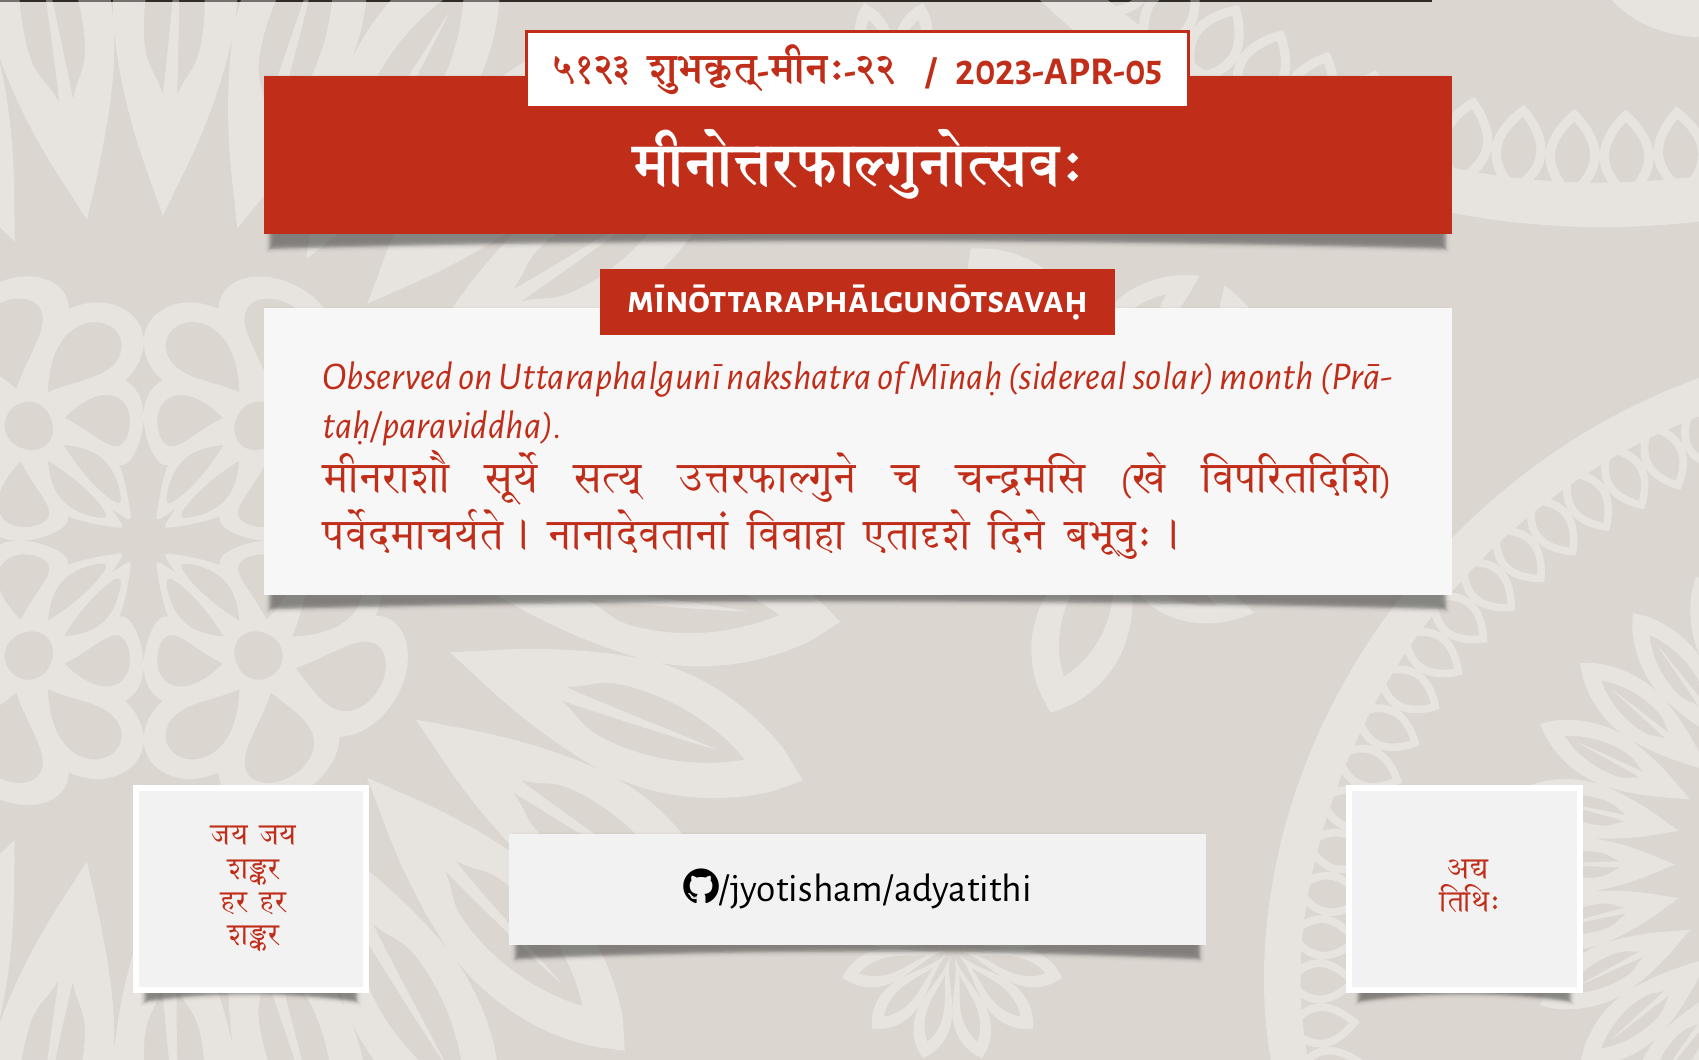 ५१२३ शुभकृत्-मीनः-२२ / 2023-APR-05
मीनोत्तरफाल्गुनोत्सवः
MĪNŌTTARAPHĀLGUNŌTSAVAḤ
Observed on Uttaraphalgunī nakshatra of Mīnaḥ (sidereal solar) month (Prā-
taḥ/paraviddha).
मीनराशौ सूर्ये सत्य् उत्तरफाल्गुने च चन्द्रमसि (खे विपरितदिशि)
पर्वेदमाचर्यते। नानादेवतानां विवाहा एतादृशे दिने बभूवुः ।
जय जय
शङ्कर
हर हर
शङ्कर
/jyotisham/adyatithi
अद्य
तिथिः